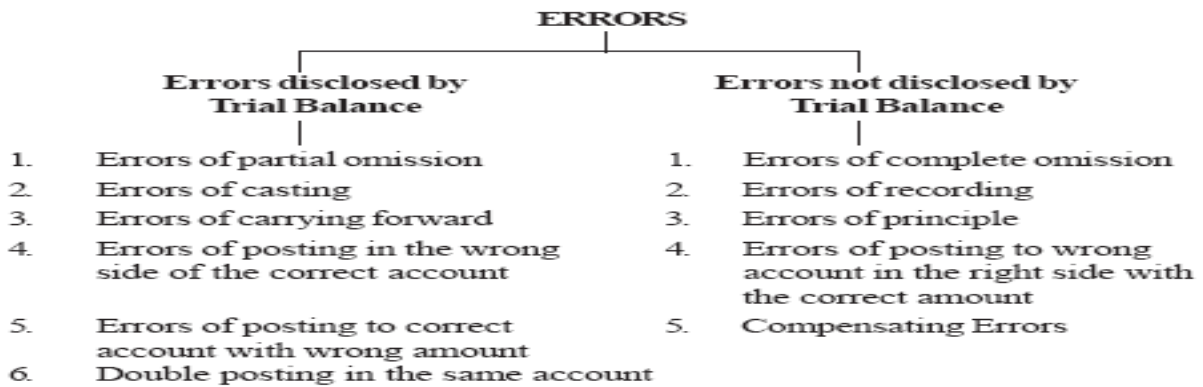 ERRORS
Errors disclosed by
Trial Balance
1. Errors of partial omission
2. Errors of casting
3. Errors of carrying forward
4. Errors of posting in the wrong
side of the correct account
5. Errors of posting to correct
account with wrong amount
6. Double posting in the same account
Errors not disclosed by
Trial Balance
1. Errors of complete omission
2. Errors of recording
3. Errors of principle
4. Errors of posting to wrong
account in the right side with
the correct amount
5. Compensating Errors